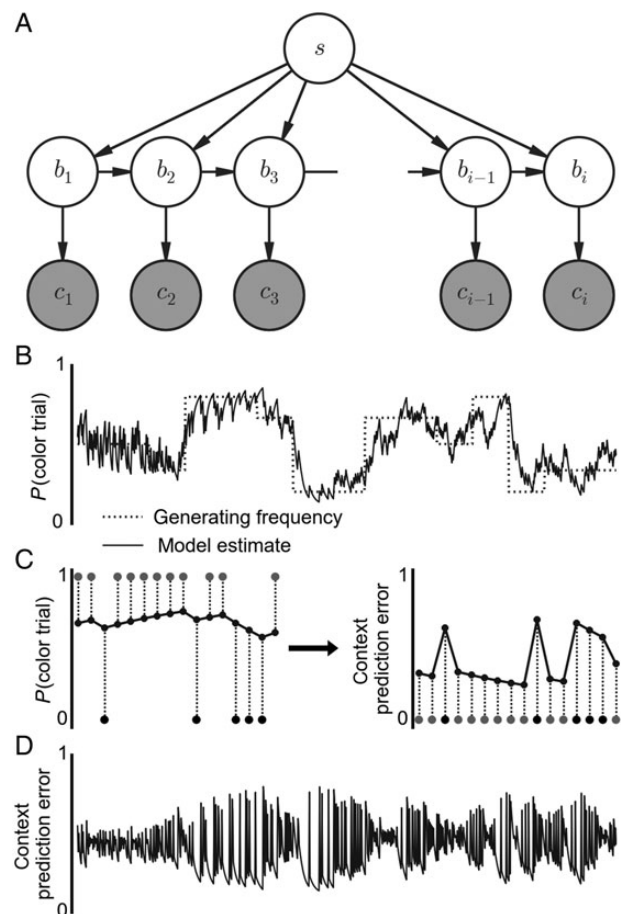 A
s
b₁ b₂ b₃ bᵢ₋₁ bᵢ
c₁ c₂ c₃ cᵢ₋₁ cᵢ
B
1
P(color trial)
0
Generating frequency
Model estimate
C
1
P(color trial)
0
1
Context
prediction error
0
D
1
Context
prediction error
0